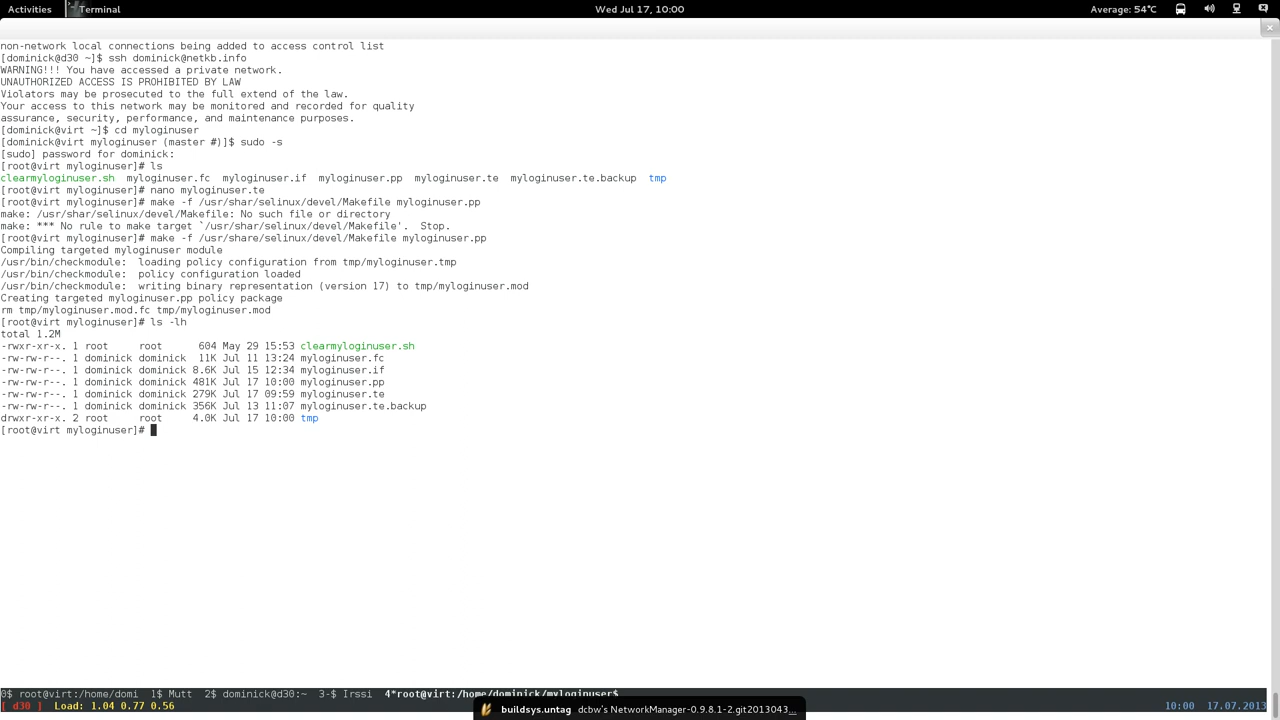 Activities Terminal Wed Jul 17, 10:00 Average: 54°C
non-network local connections being added to access control list
[dominick@d30 ~]$ ssh dominick@netkb.info
WARNING!!! You have accessed a private network.
UNAUTHORIZED ACCESS IS PROHIBITED BY LAW
Violators may be prosecuted to the full extend of the law.
Your access to this network may be monitored and recorded for quality
assurance, security, performance, and maintenance purposes.
[dominick@virt ~]$ cd myloginuser
[dominick@virt myloginuser (master #)]$ sudo -s
[sudo] password for dominick:
[root@virt myloginuser]# ls
clearmyloginuser.sh myloginuser.fc myloginuser.if myloginuser.pp myloginuser.te myloginuser.te.backup tmp
[root@virt myloginuser]# nano myloginuser.te
[root@virt myloginuser]# make -f /usr/shar/selinux/devel/Makefile myloginuser.pp
make: /usr/shar/selinux/devel/Makefile: No such file or directory
make: *** No rule to make target `/usr/shar/selinux/devel/Makefile'. Stop.
[root@virt myloginuser]# make -f /usr/share/selinux/devel/Makefile myloginuser.pp
Compiling targeted myloginuser module
/usr/bin/checkmodule: loading policy configuration from tmp/myloginuser.tmp
/usr/bin/checkmodule: policy configuration loaded
/usr/bin/checkmodule: writing binary representation (version 17) to tmp/myloginuser.mod
Creating targeted myloginuser.pp policy package
rm tmp/myloginuser.mod.fc tmp/myloginuser.mod
[root@virt myloginuser]# ls -lh
total 1.2M
-rwxr-xr-x. 1 root root 604 May 29 15:53 clearmyloginuser.sh
-rw-rw-r--. 1 dominick dominick 11K Jul 11 13:24 myloginuser.fc
-rw-rw-r--. 1 dominick dominick 8.6K Jul 15 12:34 myloginuser.if
-rw-rw-r--. 1 dominick dominick 481K Jul 17 10:00 myloginuser.pp
-rw-rw-r--. 1 dominick dominick 279K Jul 17 09:59 myloginuser.te
-rw-rw-r--. 1 dominick dominick 356K Jul 13 11:07 myloginuser.te.backup
drwxr-xr-x. 2 root root 4.0K Jul 17 10:00 tmp
[root@virt myloginuser]#
0$ root@virt:/home/domi 1$ Mutt 2$ dominick@d30:~ 3-$ Irssi 4*root@virt:/home/dominick/myloginuser$
[ d30 ] Load: 1.04 0.77 0.56 10:00 17.07.2013
buildsys.untag dcbw's NetworkManager-0.9.8.1-2.git2013043...